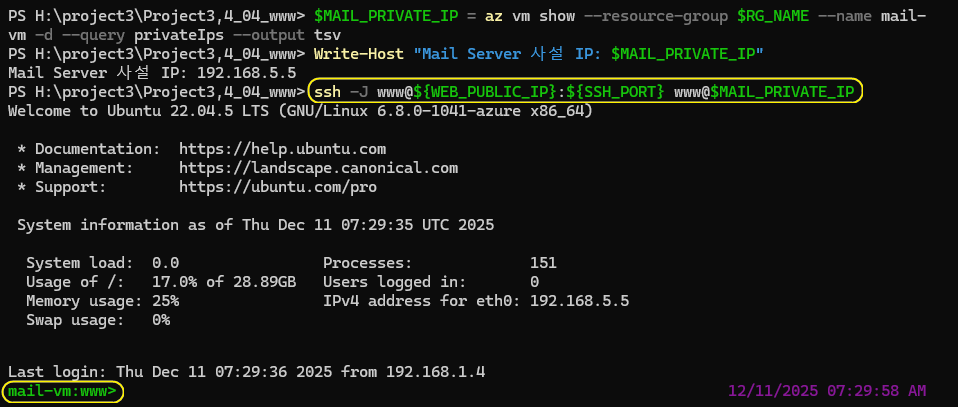 PS H:\project3\Project3,4_04_www> $MAIL_PRIVATE_IP = az vm show --resource-group $RG_NAME --name mail-
vm -d --query privateIps --output tsv
PS H:\project3\Project3,4_04_www> Write-Host "Mail Server 사설 IP: $MAIL_PRIVATE_IP"
Mail Server 사설 IP: 192.168.5.5
PS H:\project3\Project3,4_04_www> ssh -J www@${WEB_PUBLIC_IP}:${SSH_PORT} www@$MAIL_PRIVATE_IP
Welcome to Ubuntu 22.04.5 LTS (GNU/Linux 6.8.0-1041-azure x86_64)
* Documentation:  https://help.ubuntu.com
* Management:     https://landscape.canonical.com
* Support:        https://ubuntu.com/pro
System information as of Thu Dec 11 07:29:35 UTC 2025
System load:  0.0                Processes:             151
Usage of /:   17.0% of 28.89GB   Users logged in:       0
Memory usage: 25%                IPv4 address for eth0: 192.168.5.5
Swap usage:   0%
Last login: Thu Dec 11 07:29:36 2025 from 192.168.1.4
mail-vm:www> 12/11/2025 07:29:58 AM